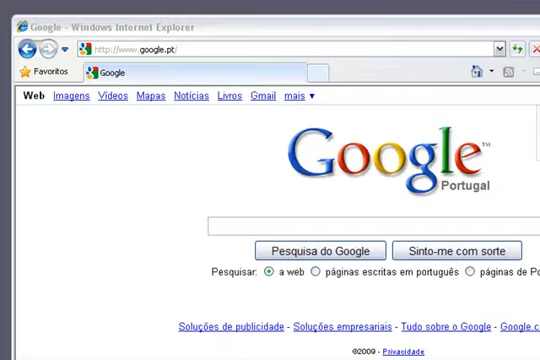 Google - Windows Internet Explorer
http://www.google.pt/
Favoritos Google
Web Imagens Vídeos Mapas Notícias Livros Gmail mais ▼
Google™
Portugal
Pesquisa do Google Sinto-me com sorte
Pesquisar: a web páginas escritas em português páginas de Po
Soluções de publicidade - Soluções empresariais - Tudo sobre o Google - Google.c
©2009 - Privacidade